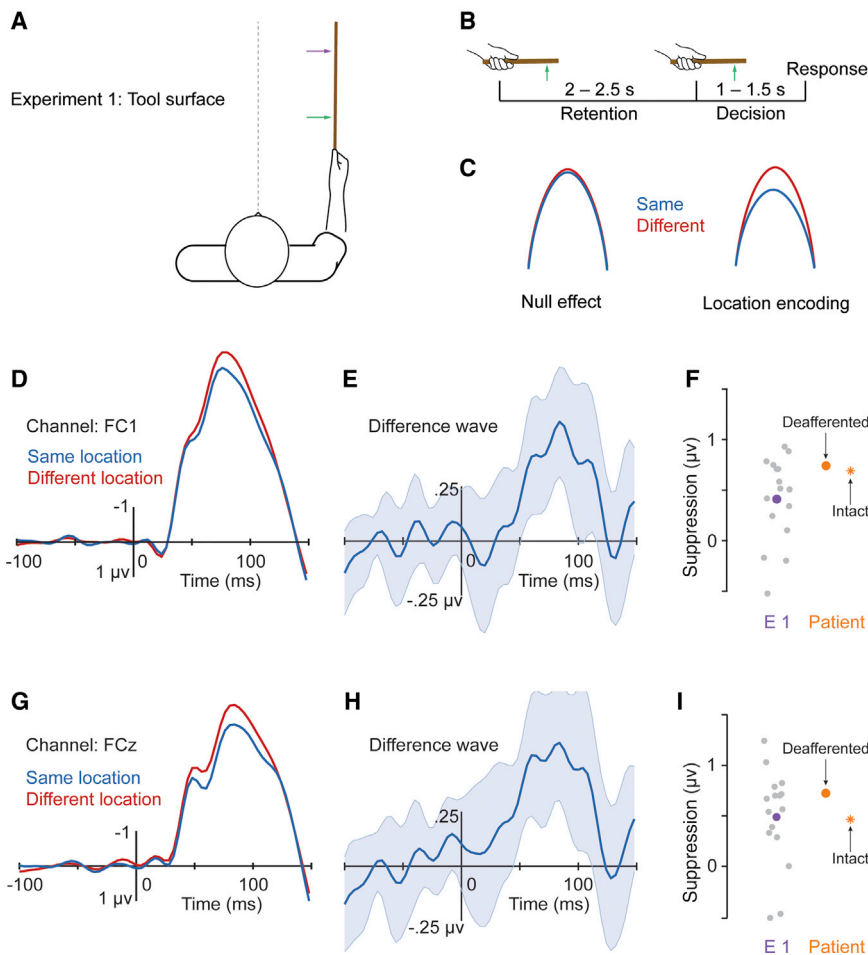 A
Experiment 1: Tool surface
B
Response
2 – 2.5 s
1 – 1.5 s
Retention
Decision
C
Same
Different
Null effect
Location encoding
D
Channel: FC1
Same location
Different location
-1
1 µv
-100
0
100
Time (ms)
E
Difference wave
.25
-.25 µv
0
100
Time (ms)
F
Suppression (µv)
1
0
Deafferented
Intact
E 1
Patient
G
Channel: FCz
Same location
Different location
-1
1 µv
-100
0
100
Time (ms)
H
Difference wave
.25
-.25 µv
0
100
Time (ms)
I
Suppression (µv)
1
0
Deafferented
Intact
E 1
Patient